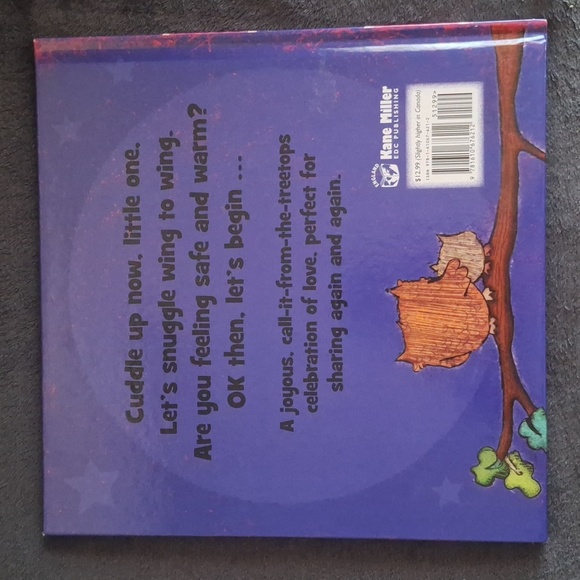 Cuddle up now, little one.
Let's snuggle wing to wing.
Are you feeling safe and warm?
OK then, let's begin ...
A joyous, call-it-from-the-treetops
celebration of love, perfect for
sharing again and again.
ENGLAND
Kane Miller
EDC PUBLISHING
$12.99 (Slightly higher in Canada)
51299>